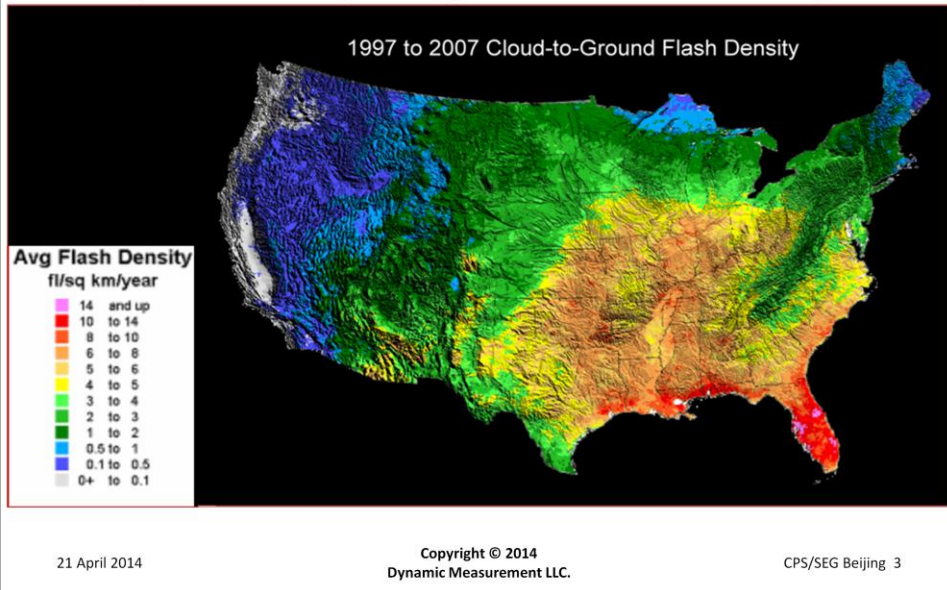 1997 to 2007 Cloud-to-Ground Flash Density
Avg Flash Density
fl/sq km/year
14 and up
10 to 14
8 to 10
6 to 8
5 to 6
4 to 5
3 to 4
2 to 3
1 to 2
0.5 to 1
0.1 to 0.5
0+ to 0.1
21 April 2014
Copyright © 2014
Dynamic Measurement LLC.
CPS/SEG Beijing 3